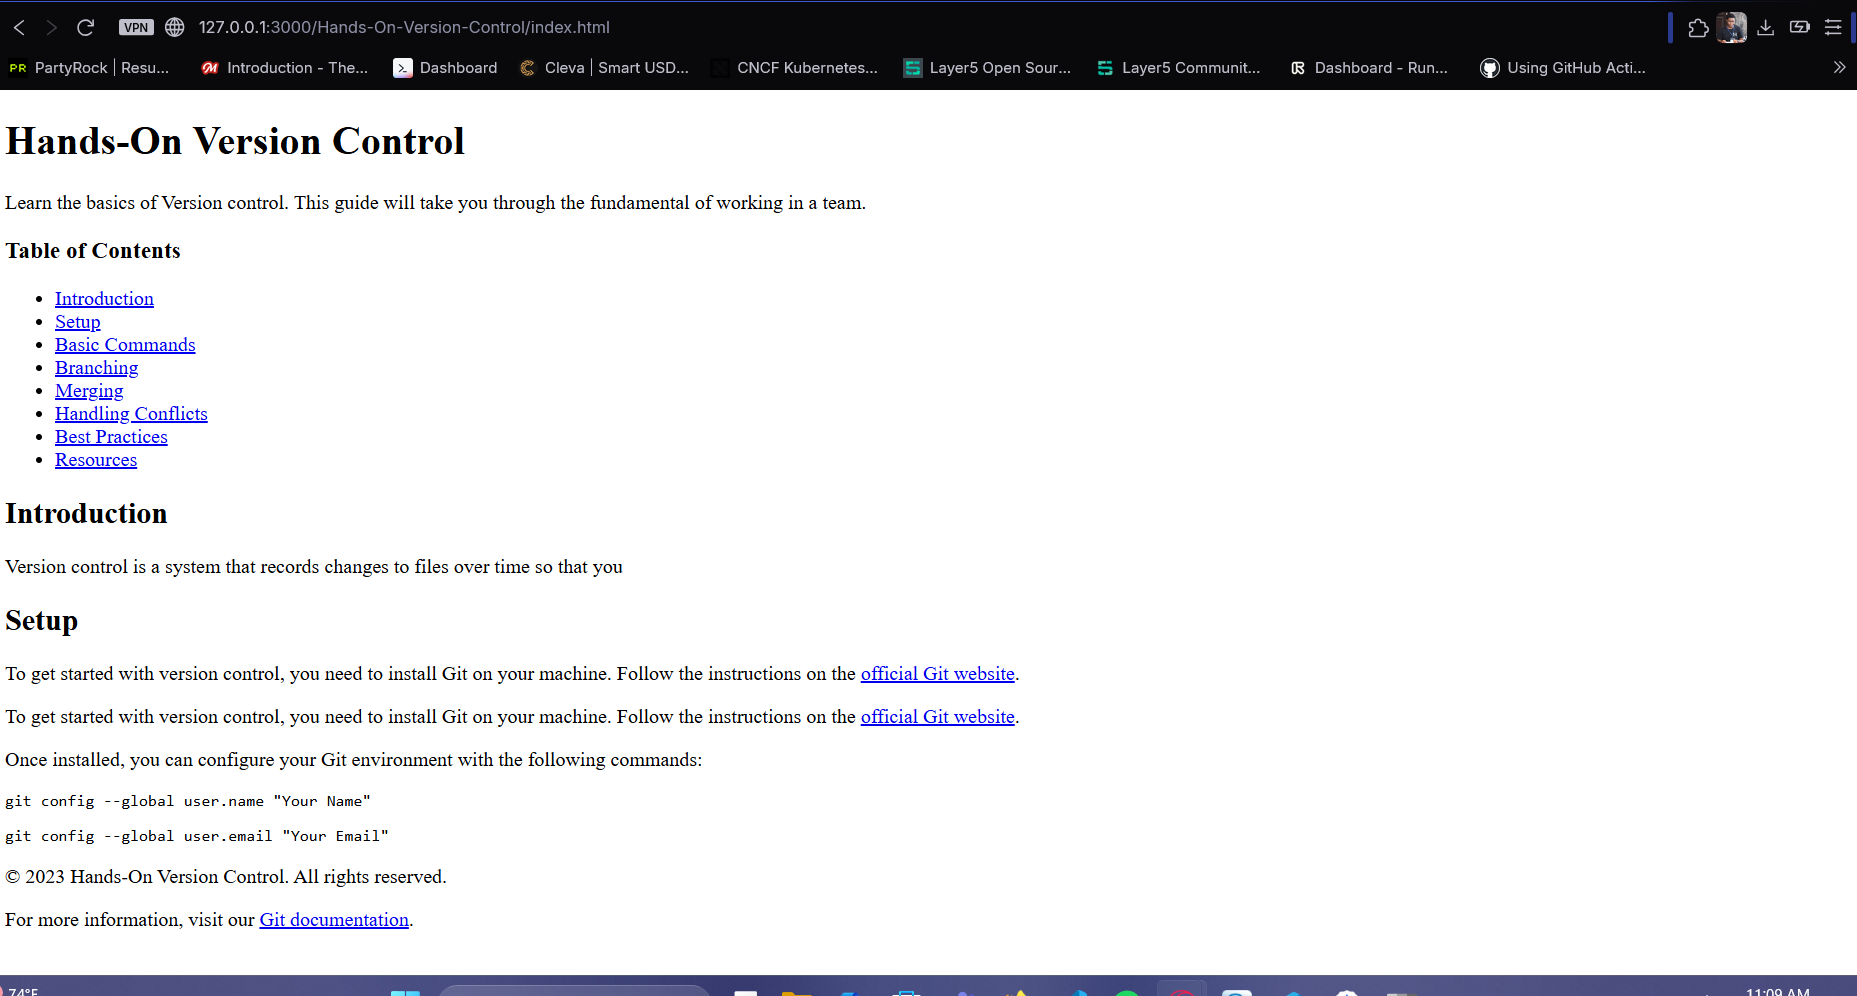 VPN 127.0.0.1:3000/Hands-On-Version-Control/index.html
PR PartyRock | Resu... Introduction - The... Dashboard Cleva | Smart USD... CNCF Kubernetes... Layer5 Open Sour... Layer5 Communit... Dashboard - Run... Using GitHub Acti...
Hands-On Version Control
Learn the basics of Version control. This guide will take you through the fundamental of working in a team.
Table of Contents
Introduction
Setup
Basic Commands
Branching
Merging
Handling Conflicts
Best Practices
Resources
Introduction
Version control is a system that records changes to files over time so that you
Setup
To get started with version control, you need to install Git on your machine. Follow the instructions on the official Git website.
To get started with version control, you need to install Git on your machine. Follow the instructions on the official Git website.
Once installed, you can configure your Git environment with the following commands:
git config --global user.name "Your Name"
git config --global user.email "Your Email"
© 2023 Hands-On Version Control. All rights reserved.
For more information, visit our Git documentation.
74°F 11:09 AM